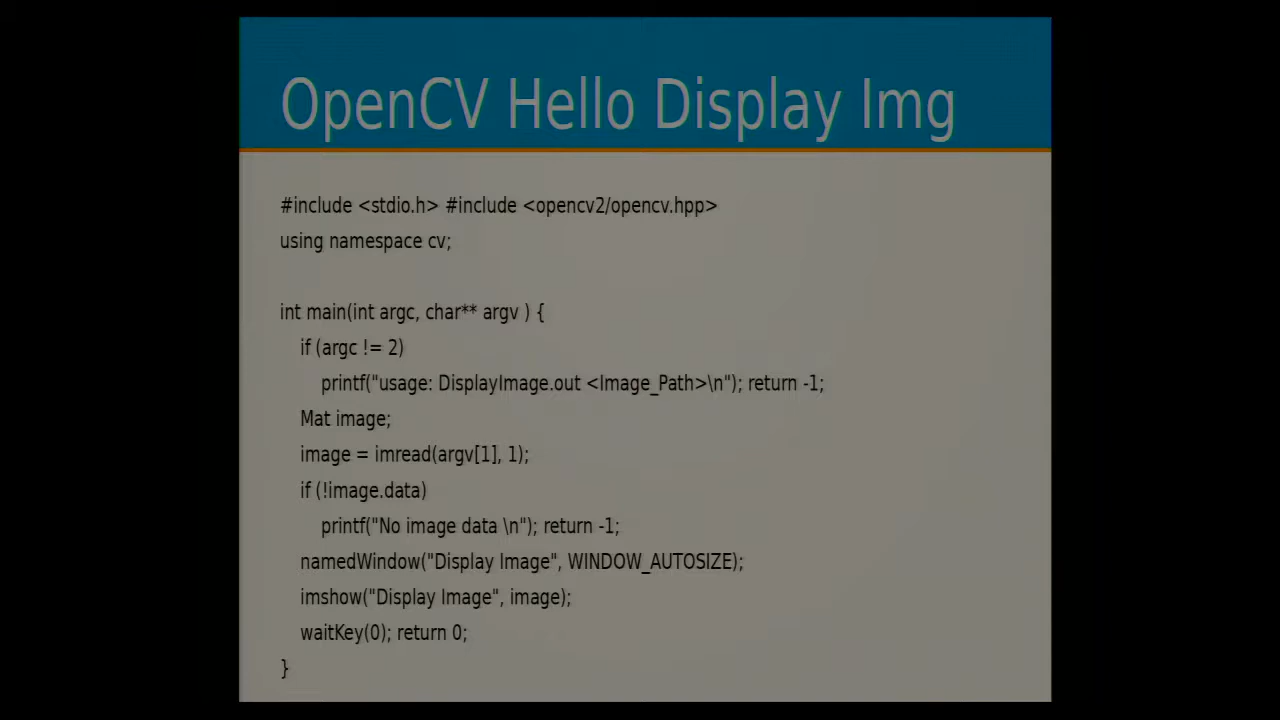 OpenCV Hello Display Img
#include <stdio.h> #include <opencv2/opencv.hpp>
using namespace cv;
int main(int argc, char** argv ) {
if (argc != 2)
printf("usage: DisplayImage.out <Image_Path>\n"); return -1;
Mat image;
image = imread(argv[1], 1);
if (!image.data)
printf("No image data \n"); return -1;
namedWindow("Display Image", WINDOW_AUTOSIZE);
imshow("Display Image", image);
waitKey(0); return 0;
}